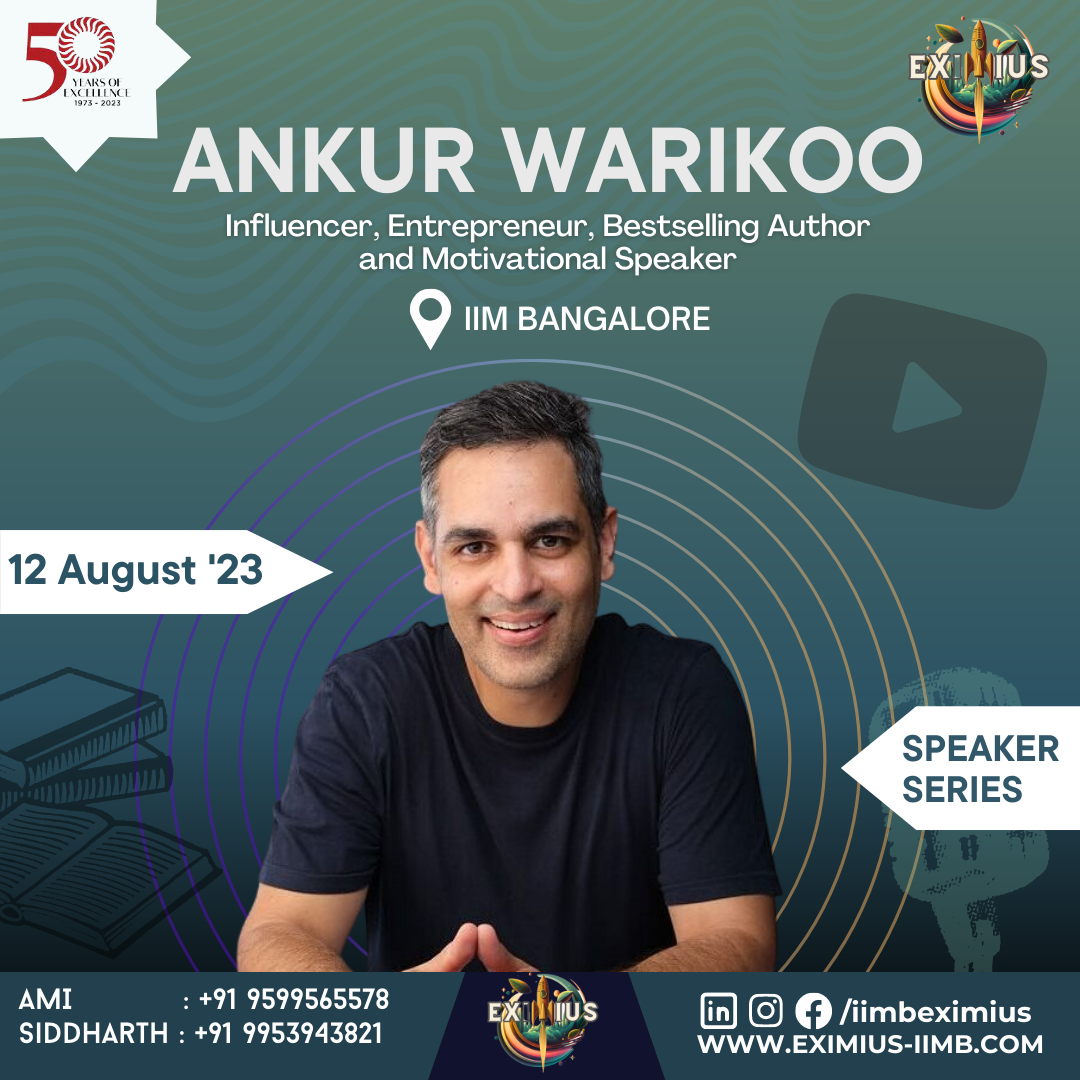 50
YEARS OF
EXCELLENCE
1973 - 2023
EXIMIUS
ANKUR WARIKOO
Influencer, Entrepreneur, Bestselling Author
and Motivational Speaker
IIM BANGALORE
12 August '23
SPEAKER
SERIES
AMI : +91 9599565578
SIDDHARTH : +91 9953943821
EXIMIUS
in f /iimbeximius
WWW.EXIMIUS-IIMB.COM